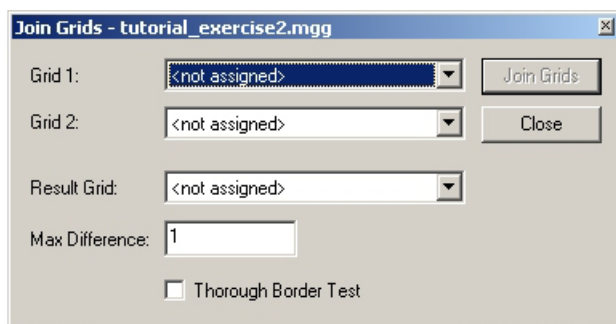 Join Grids - tutorial_exercise2.mgg
Grid 1: <not assigned> Join Grids
Grid 2: <not assigned> Close
Result Grid: <not assigned>
Max Difference: 1
Thorough Border Test